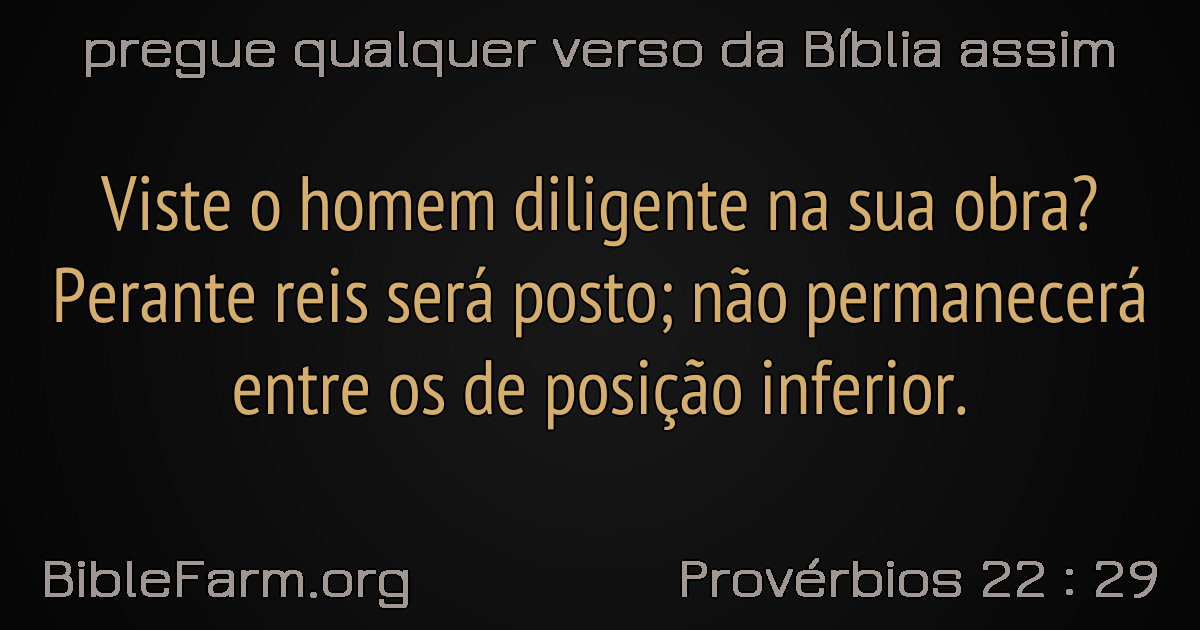 pregue qualquer verso da Bíblia assim
Viste o homem diligente na sua obra?
Perante reis será posto; não permanecerá
entre os de posição inferior.
BibleFarm.org
Provérbios 22 : 29